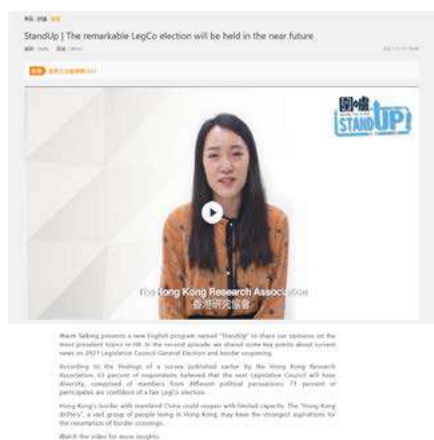 StandUp | The remarkable LegCo election will be held in the near future
圍爐
STANDUP!
The Hong Kong Research Association
香港研究協會
Warm Talking presents a new English program named "StandUp" to share our opinions on the
most prevalent topics in HK. In the second episode, we shared some key points about current
news on 2021 Legislative Council General Election and border reopening.
According to the findings of a survey published earlier by the Hong Kong Research
Association, 63 percent of respondents believed that the next Legislative Council will have
diversity, comprised of members from different political persuasions; 71 percent of
participates are confident of a fair LegCo election.
Hong Kong's border with mainland China could reopen with limited capacity. The "Hong Kong
drifters", a vast group of people living in Hong Kong, may have the strongest aspirations for
the resumption of border crossings.
Watch the video for more insights.